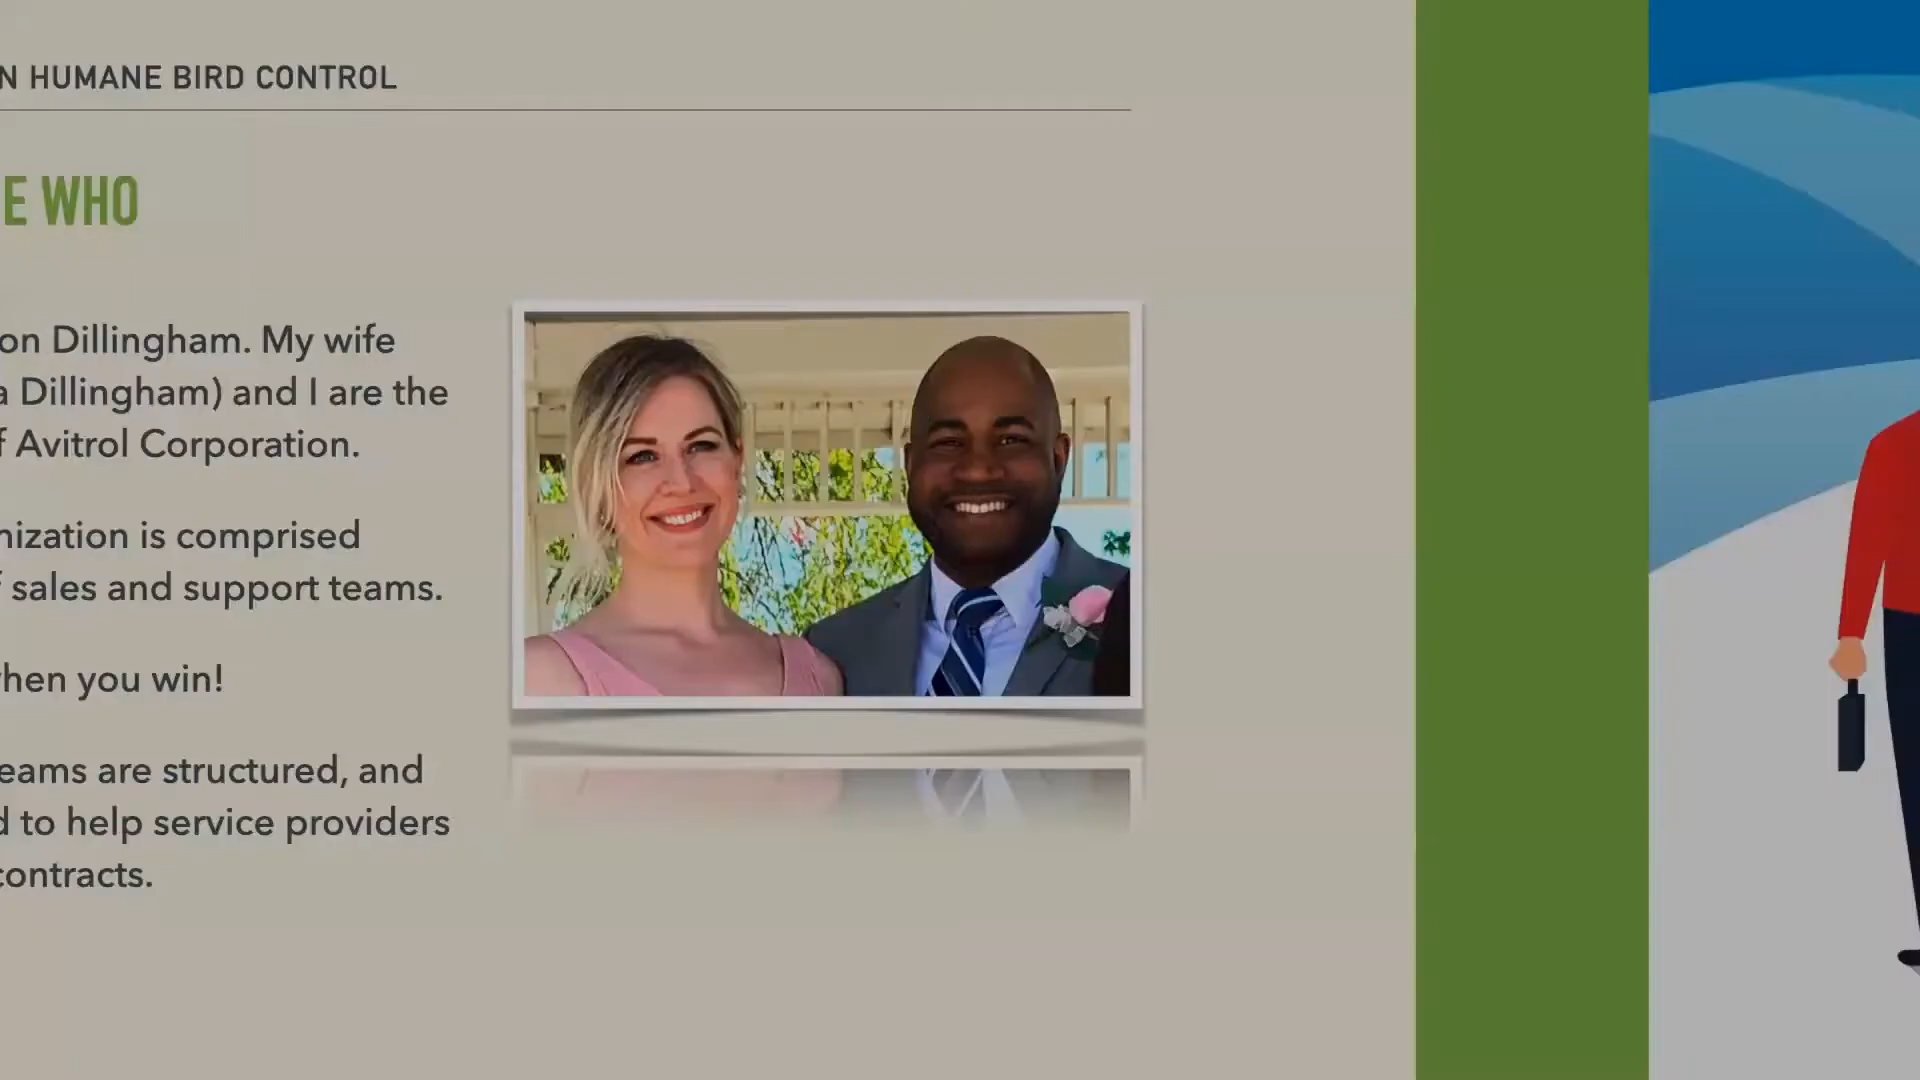 N HUMANE BIRD CONTROL
E WHO
on Dillingham. My wife
a Dillingham) and I are the
f Avitrol Corporation.
nization is comprised
f sales and support teams.
when you win!
eams are structured, and
d to help service providers
contracts.